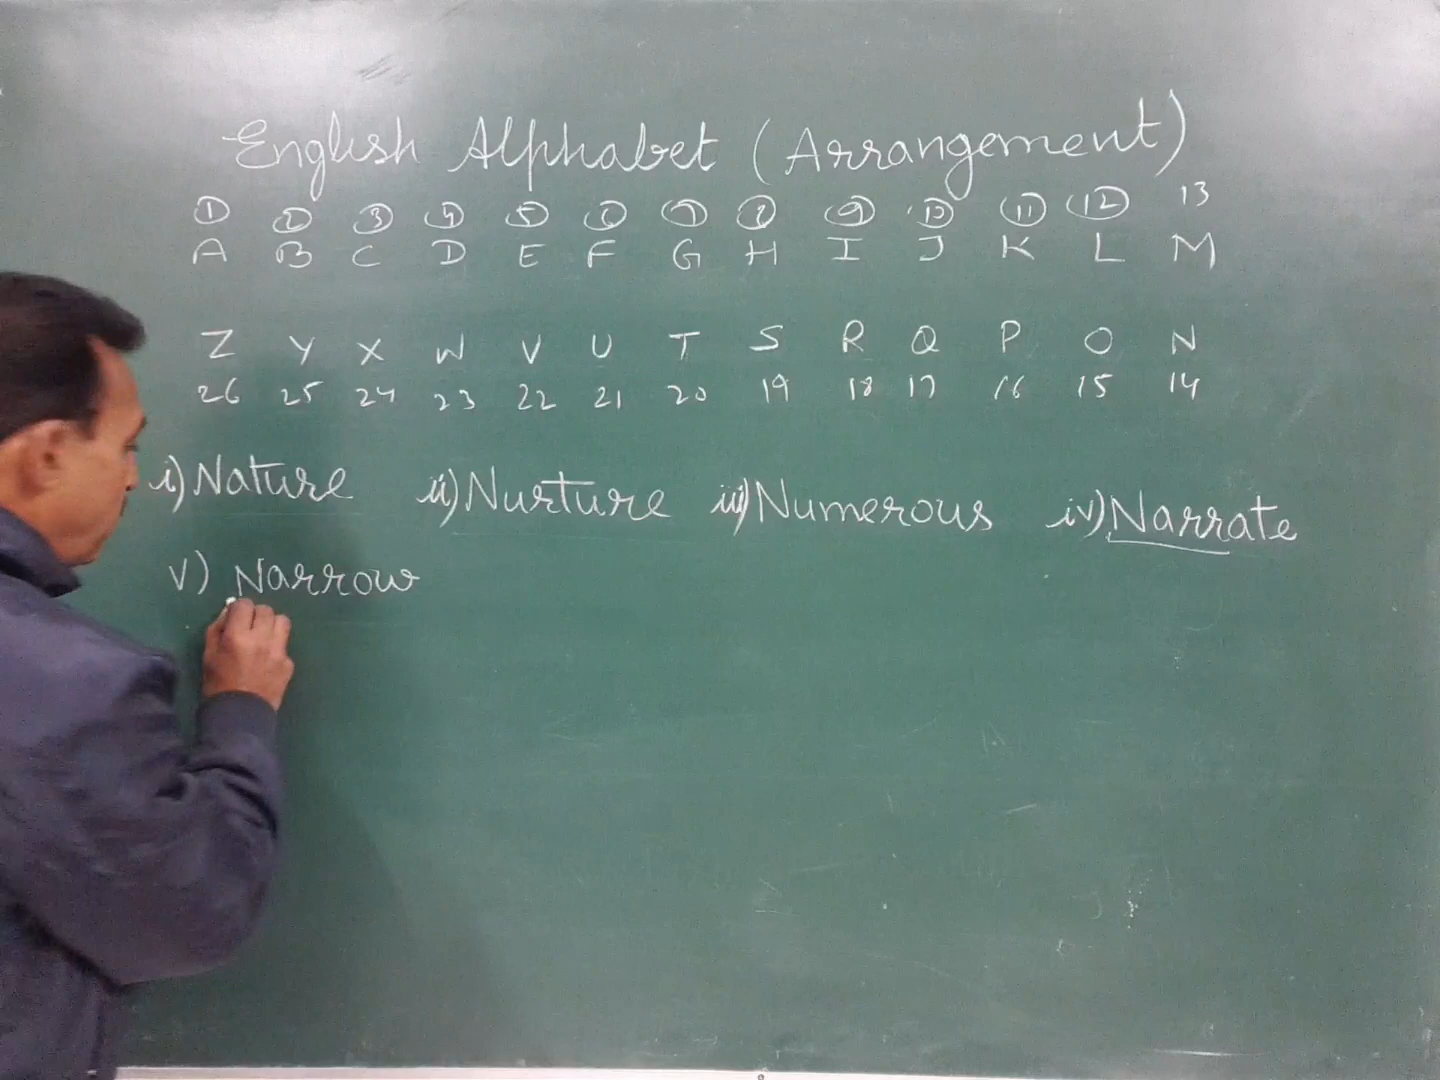 English Alphabet (Arrangement)
1 2 3 4 5 6 7 8 9 10 11 12 13
A B C D E F G H I J K L M
Z Y X W V U T S R Q P O N
26 25 24 23 22 21 20 19 18 17 16 15 14
i) Nature ii) Nurture iii) Numerous iv) Narrate
v) Narrow